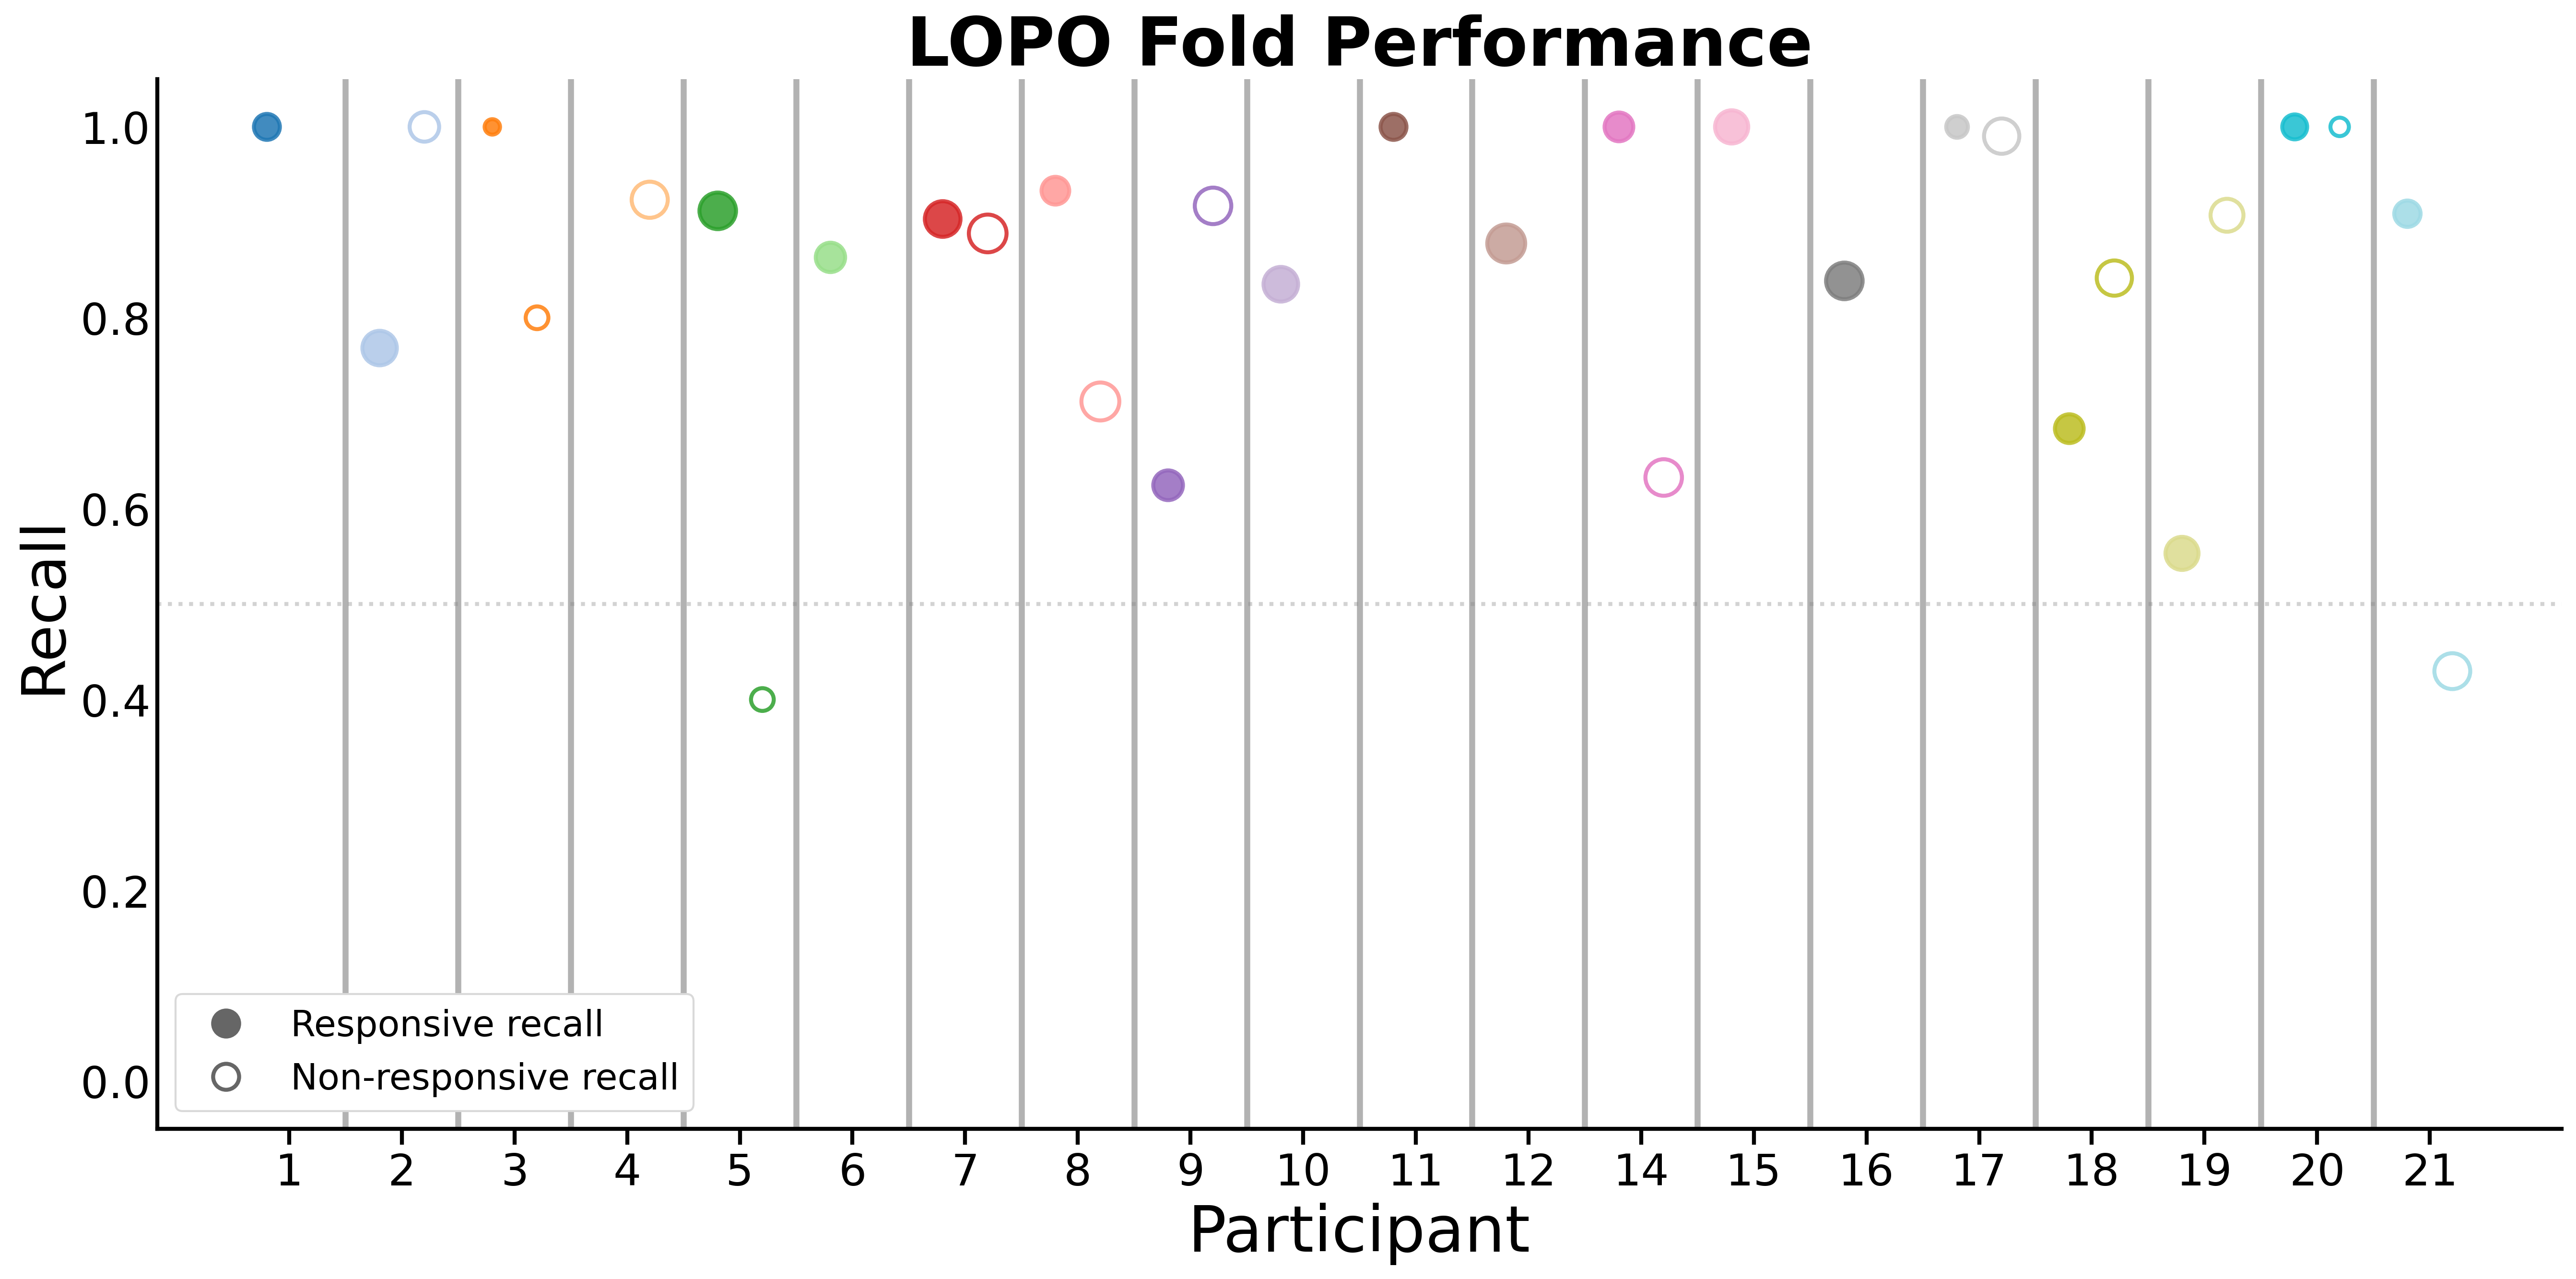 LOPO Fold Performance
1.0
0.8
0.6
0.4
0.2
0.0
Recall
Responsive recall
Non-responsive recall
1 2 3 4 5 6 7 8 9 10 11 12 14 15 16 17 18 19 20 21
Participant